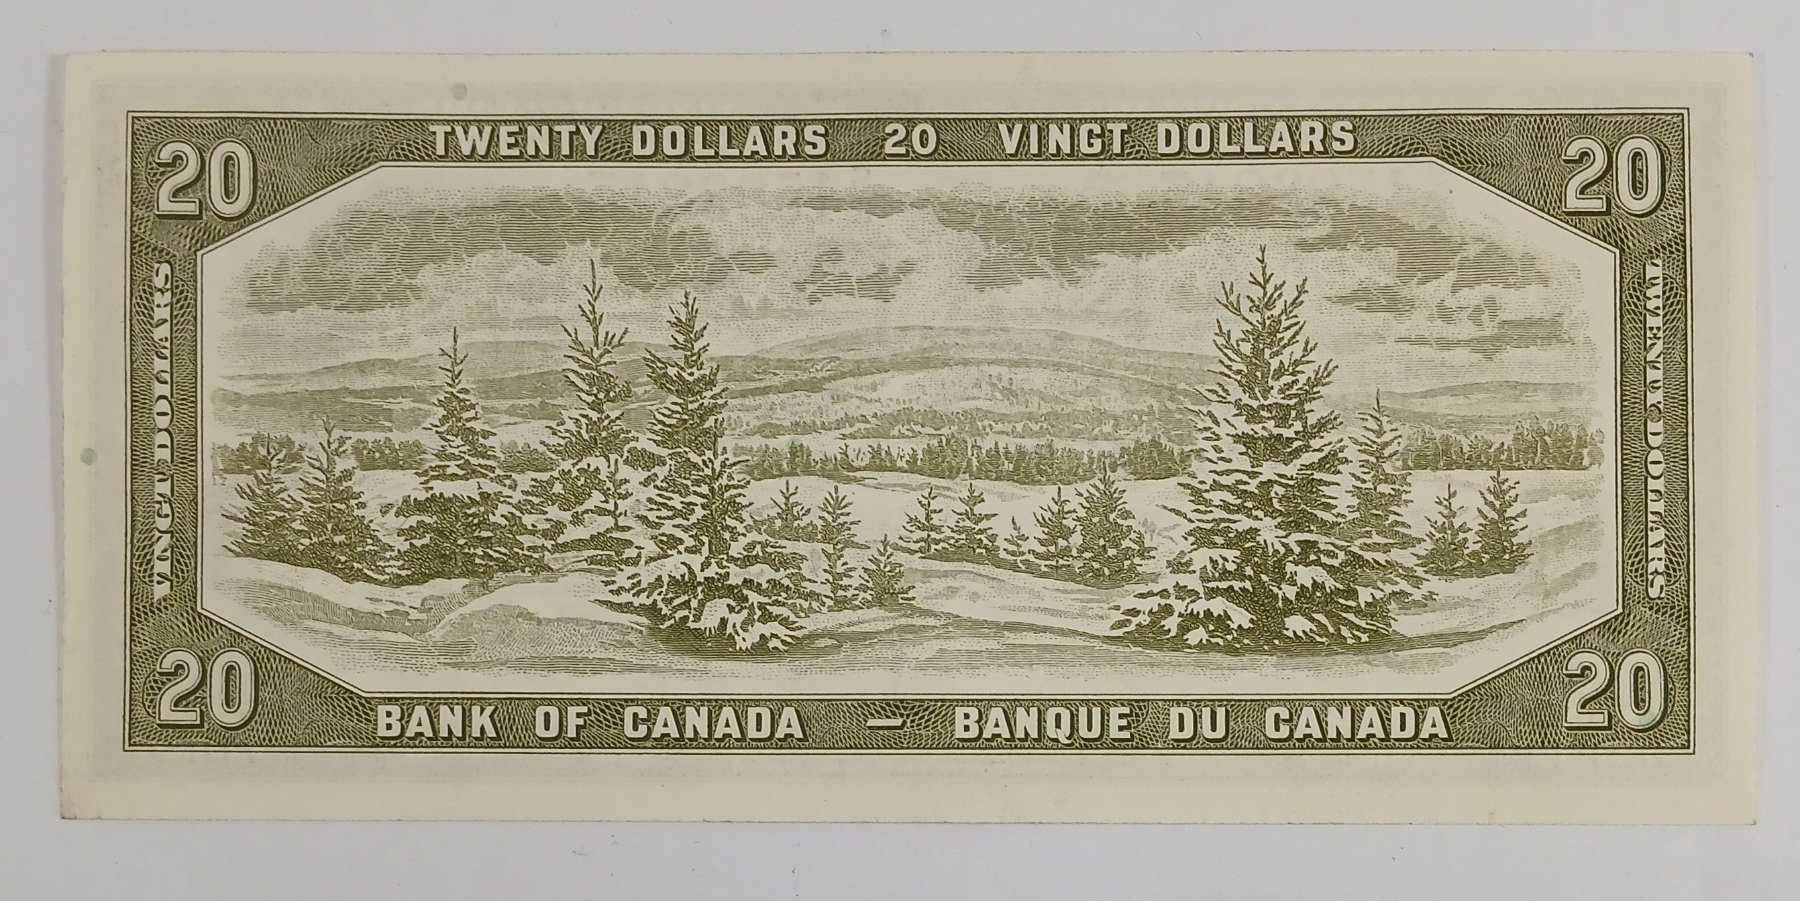 20 TWENTY DOLLARS 20 VINGT DOLLARS 20
VINGT DOLLARS
TWENTY DOLLARS
20 BANK OF CANADA — BANQUE DU CANADA 20